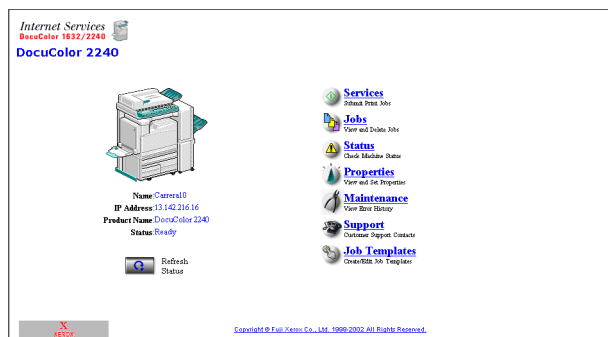 Internet Services
DocuColor 1632/2240
DocuColor 2240
Services
Submit Print Jobs
Jobs
View and Delete Jobs
Status
Check Machine Status
Properties
View and Set Properties
Maintenance
View Error History
Support
Customer Support Contacts
Job Templates
Create/Edit Job Templates
Name:Carrera10
IP Address:13.142.216.16
Product Name:DocuColor 2240
Status:Ready
Refresh
Status
X
XEROX
Copyright © Fuji Xerox Co., Ltd. 1999-2002 All Rights Reserved.